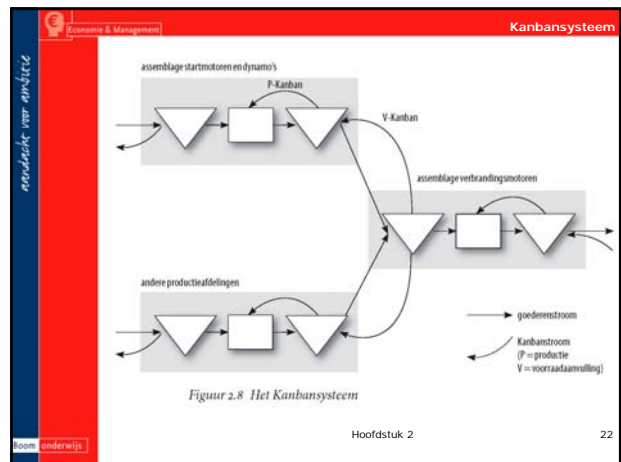 Economie & Management
Kanbansysteem
aandacht voor ambitie
assemblage startmotoren en dynamo's
P-Kanban
V-Kanban
assemblage verbrandingsmotoren
andere productieafdelingen
goederenstroom
Kanbanstroom
(P = productie
V = voorraadaanvulling)
Figuur 2.8 Het Kanbansysteem
Hoofdstuk 2
22
Boom onderwijs